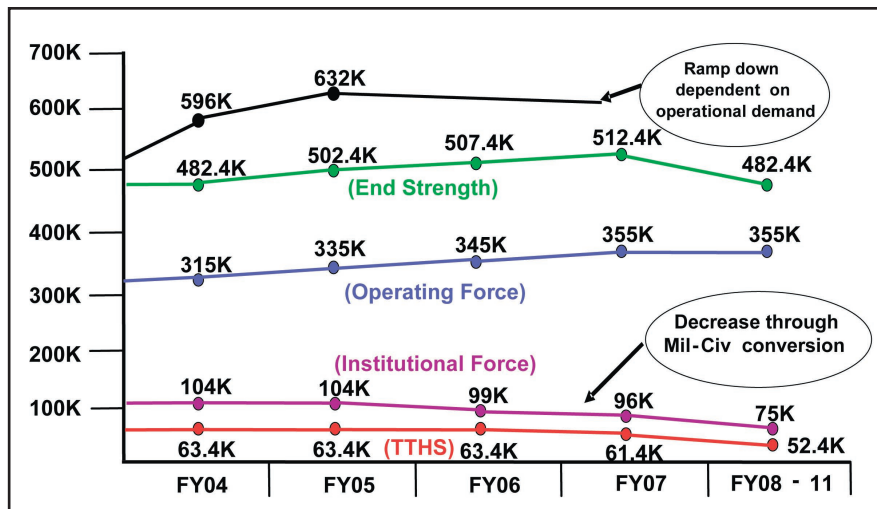 700K
600K
500K
400K
300K
200K
100K
596K
632K
Ramp down
dependent on
operational demand
482.4K
502.4K
507.4K
512.4K
482.4K
(End Strength)
315K
335K
345K
355K
355K
(Operating Force)
Decrease through
Mil-Civ conversion
(Institutional Force)
104K
104K
99K
96K
75K
(TTHS)
63.4K
63.4K
63.4K
61.4K
52.4K
FY04
FY05
FY06
FY07
FY08 - 11